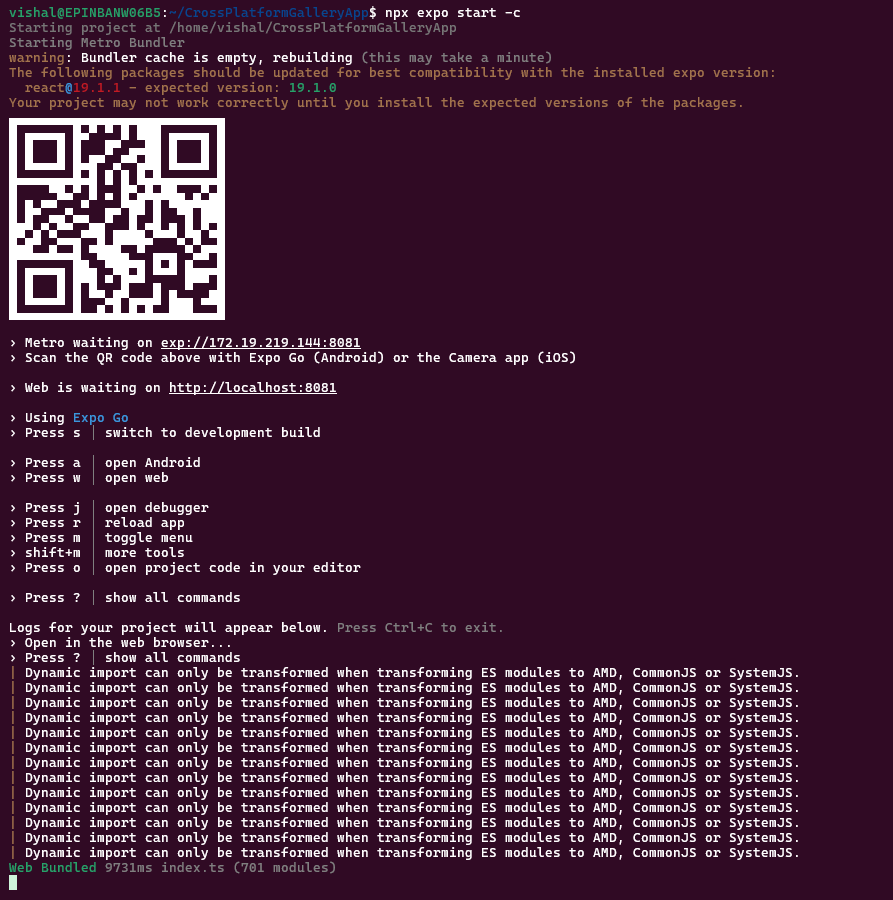 vishal@EPINBANW06B5:~/CrossPlatformGalleryApp$ npx expo start -c
Starting project at /home/vishal/CrossPlatformGalleryApp
Starting Metro Bundler
warning: Bundler cache is empty, rebuilding (this may take a minute)
The following packages should be updated for best compatibility with the installed expo version:
  react@19.1.1 - expected version: 19.1.0
Your project may not work correctly until you install the expected versions of the packages.
› Metro waiting on exp://172.19.219.144:8081
› Scan the QR code above with Expo Go (Android) or the Camera app (iOS)
› Web is waiting on http://localhost:8081
› Using Expo Go
› Press s │ switch to development build
› Press a │ open Android
› Press w │ open web
› Press j │ open debugger
› Press r │ reload app
› Press m │ toggle menu
› shift+m │ more tools
› Press o │ open project code in your editor
› Press ? │ show all commands
Logs for your project will appear below. Press Ctrl+C to exit.
› Open in the web browser...
› Press ? │ show all commands
│ Dynamic import can only be transformed when transforming ES modules to AMD, CommonJS or SystemJS.
│ Dynamic import can only be transformed when transforming ES modules to AMD, CommonJS or SystemJS.
│ Dynamic import can only be transformed when transforming ES modules to AMD, CommonJS or SystemJS.
│ Dynamic import can only be transformed when transforming ES modules to AMD, CommonJS or SystemJS.
│ Dynamic import can only be transformed when transforming ES modules to AMD, CommonJS or SystemJS.
│ Dynamic import can only be transformed when transforming ES modules to AMD, CommonJS or SystemJS.
│ Dynamic import can only be transformed when transforming ES modules to AMD, CommonJS or SystemJS.
│ Dynamic import can only be transformed when transforming ES modules to AMD, CommonJS or SystemJS.
│ Dynamic import can only be transformed when transforming ES modules to AMD, CommonJS or SystemJS.
│ Dynamic import can only be transformed when transforming ES modules to AMD, CommonJS or SystemJS.
│ Dynamic import can only be transformed when transforming ES modules to AMD, CommonJS or SystemJS.
│ Dynamic import can only be transformed when transforming ES modules to AMD, CommonJS or SystemJS.
│ Dynamic import can only be transformed when transforming ES modules to AMD, CommonJS or SystemJS.
Web Bundled 9731ms index.ts (701 modules)